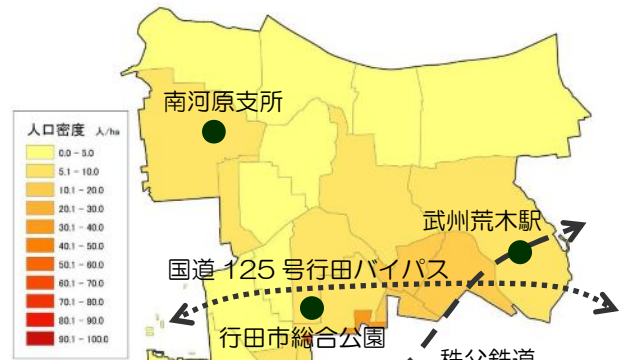 南河原支所
人口密度 人/ha
0.0 - 5.0
5.1 - 10.0
10.1 - 20.0
20.1 - 30.0
30.1 - 40.0
40.1 - 50.0
50.1 - 60.0
60.1 - 70.0
70.1 - 80.0
80.1 - 90.0
90.1 - 100.0
武州荒木駅
国道 125 号行田バイパス
行田市総合公園
秩父鉄道